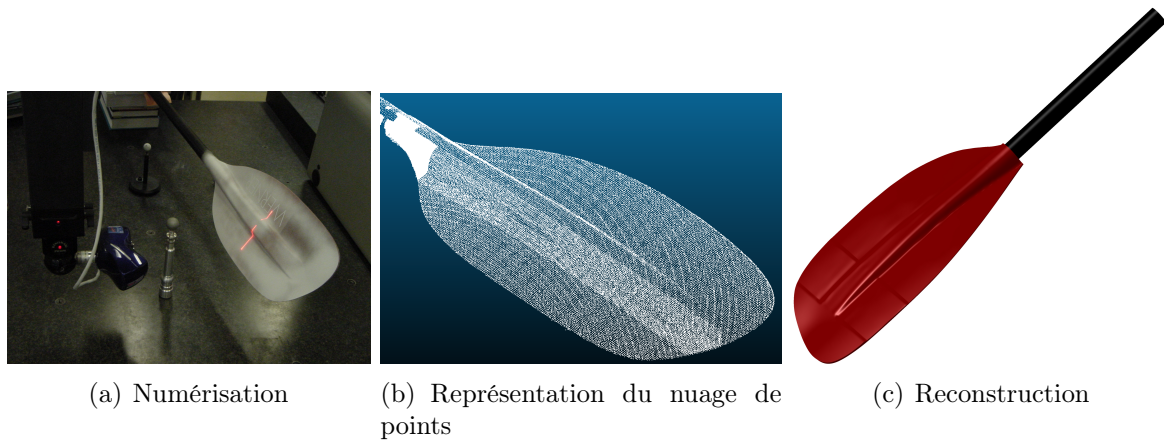 (a) Numérisation
(b) Représentation du nuage de
points
(c) Reconstruction